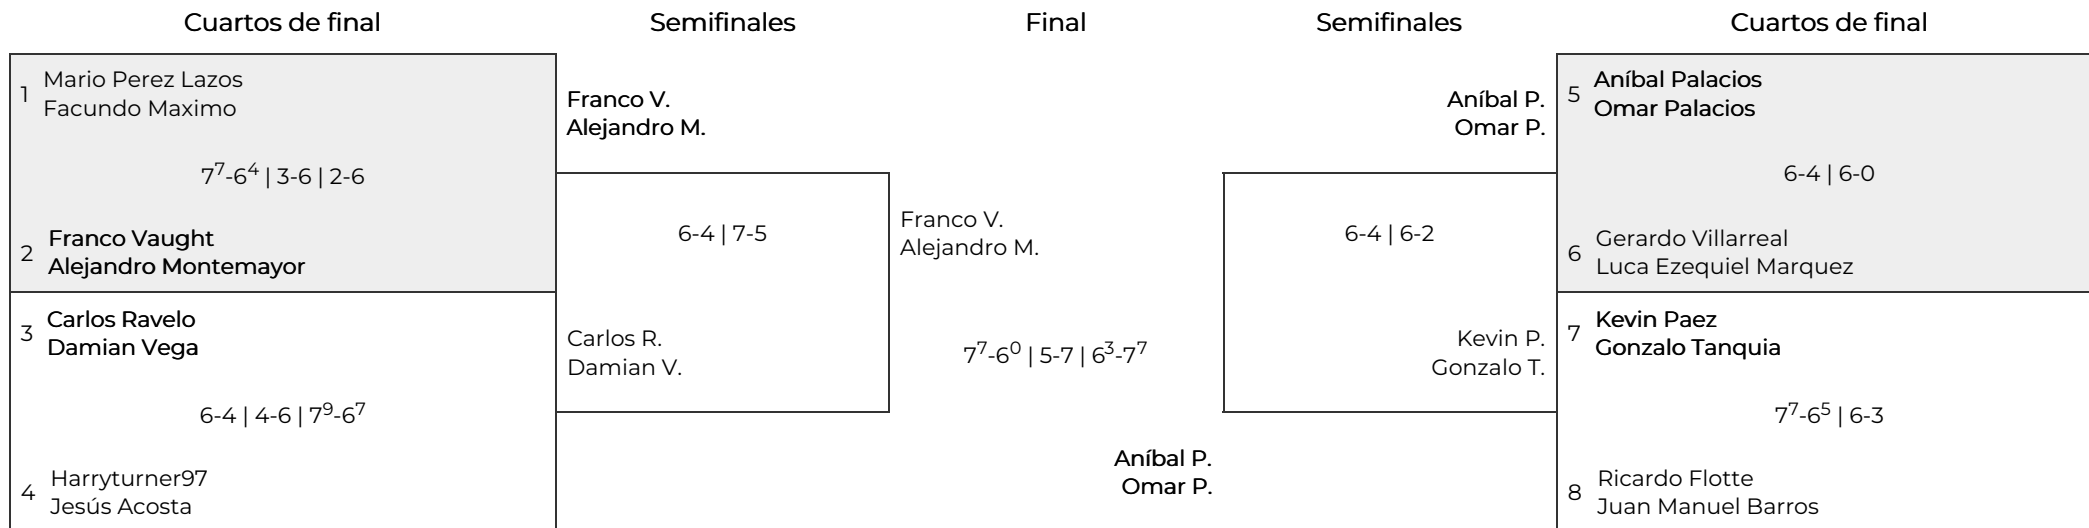 Cuartos de final
Semifinales
Final
Semifinales
Cuartos de final
1
Mario Perez Lazos
Facundo Maximo
7⁷-6⁴ | 3-6 | 2-6
2
Franco Vaught
Alejandro Montemayor
3
Carlos Ravelo
Damian Vega
6-4 | 4-6 | 7⁹-6⁷
4
Harryturner97
Jesús Acosta
Franco V.
Alejandro M.
6-4 | 7-5
Carlos R.
Damian V.
Franco V.
Alejandro M.
7⁷-6⁰ | 5-7 | 6³-7⁷
Aníbal P.
Omar P.
Aníbal P.
Omar P.
6-4 | 6-2
Kevin P.
Gonzalo T.
5
Aníbal Palacios
Omar Palacios
6-4 | 6-0
6
Gerardo Villarreal
Luca Ezequiel Marquez
7
Kevin Paez
Gonzalo Tanquia
7⁷-6⁵ | 6-3
8
Ricardo Flotte
Juan Manuel Barros